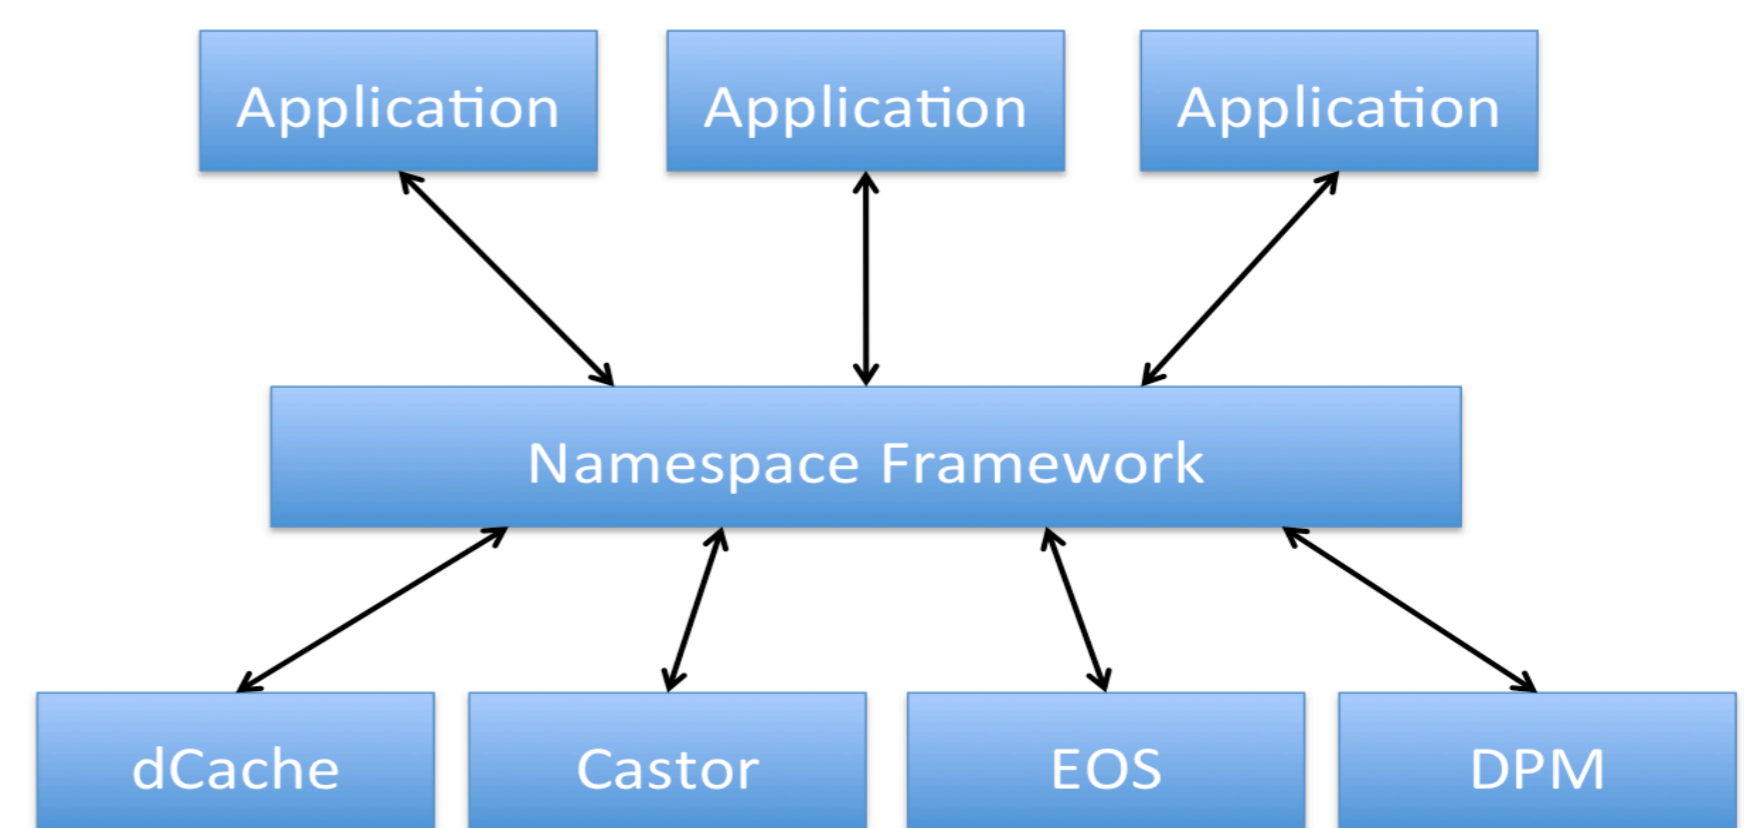 Application
Application
Application
Namespace Framework
dCache
Castor
EOS
DPM